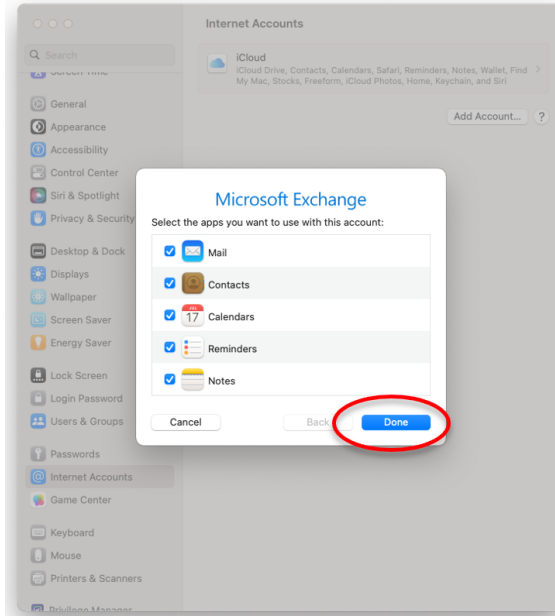 Internet Accounts
Search
Screen Time
General
Appearance
Accessibility
Control Center
Siri & Spotlight
Privacy & Security
Desktop & Dock
Displays
Wallpaper
Screen Saver
Energy Saver
Lock Screen
Login Password
Users & Groups
Passwords
Internet Accounts
Game Center
Keyboard
Mouse
Printers & Scanners
Privilege Manager
iCloud
iCloud Drive, Contacts, Calendars, Safari, Reminders, Notes, Wallet, Find
My Mac, Stocks, Freeform, iCloud Photos, Home, Keychain, and Siri
Add Account... ?
Microsoft Exchange
Select the apps you want to use with this account:
Mail
Contacts
17 Calendars
Reminders
Notes
Cancel Back Done